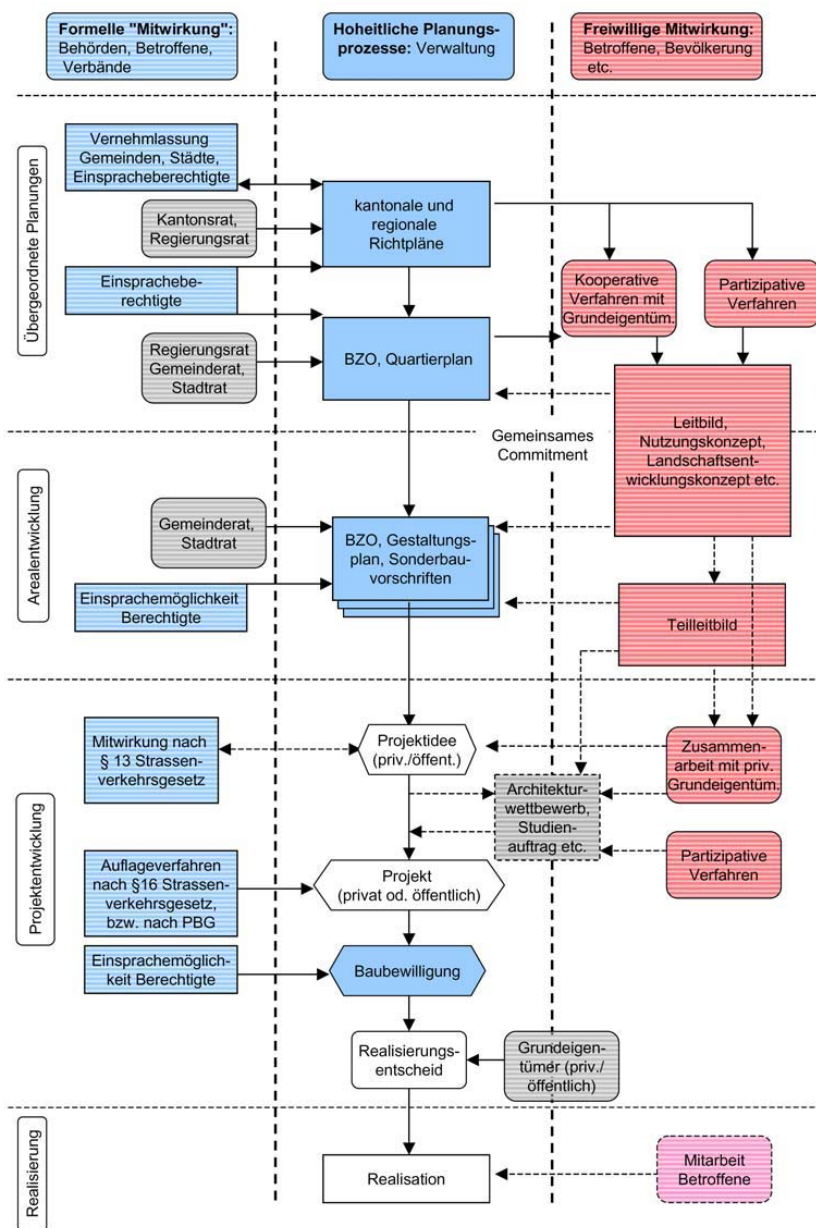 Formelle "Mitwirkung":
Behörden, Betroffene,
Verbände
Hoheitliche Planungs-
prozesse: Verwaltung
Freiwillige Mitwirkung:
Betroffene, Bevölkerung
etc.
Übergeordnete Planungen
Vernehmlassung
Gemeinden, Städte,
Einspracheberechtigte
Kantonsrat,
Regierungsrat
kantonale und
regionale
Richtpläne
Einsprachebe-
rechtigte
Kooperative
Verfahren mit
Grundeigentüm.
Partizipative
Verfahren
Regierungsrat
Gemeinderat,
Stadtrat
BZO, Quartierplan
Leitbild,
Nutzungskonzept,
Landschaftsent-
wicklungskonzept etc.
Gemeinsames
Commitment
Arealentwicklung
Gemeinderat,
Stadtrat
BZO, Gestaltungs-
plan, Sonderbau-
vorschriften
Einsprachemöglichkeit
Berechtigte
Teilleitbild
Projektentwicklung
Mitwirkung nach
§ 13 Strassen-
verkehrsgesetz
Projektidee
(priv./öffent.)
Zusammen-
arbeit mit priv.
Grundeigentüm.
Architektur-
wettbewerb,
Studien-
auftrag etc.
Partizipative
Verfahren
Auflageverfahren
nach §16 Strassen-
verkehrsgesetz,
bzw. nach PBG
Projekt
(privat od. öffentlich)
Einsprachemöglich-
keit Berechtigte
Baubewilligung
Realisierungs-
entscheid
Grundeigen-
tümer (priv./
öffentlich)
Realisierung
Realisation
Mitarbeit
Betroffene